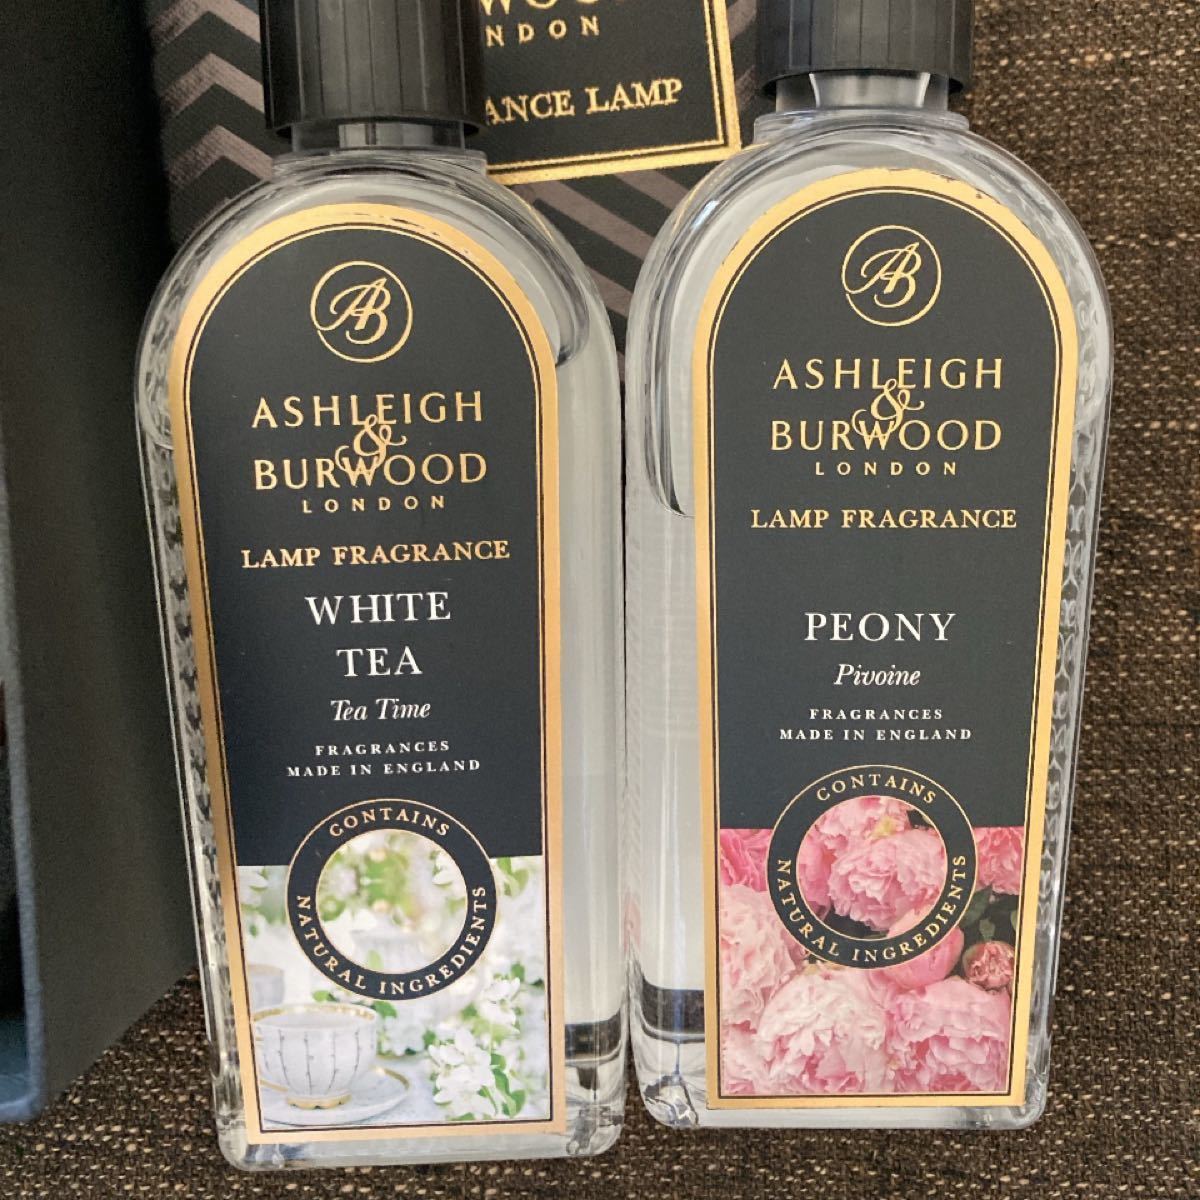 NDON
ANCE LAMP
AB
ASHLEIGH
&
BURWOOD
LONDON
LAMP FRAGRANCE
WHITE
TEA
Tea Time
FRAGRANCES
MADE IN ENGLAND
CONTAINS
NATURAL INGREDIENTS
AB
ASHLEIGH
&
BURWOOD
LONDON
LAMP FRAGRANCE
PEONY
Pivoine
FRAGRANCES
MADE IN ENGLAND
CONTAINS
NATURAL INGREDIENTS